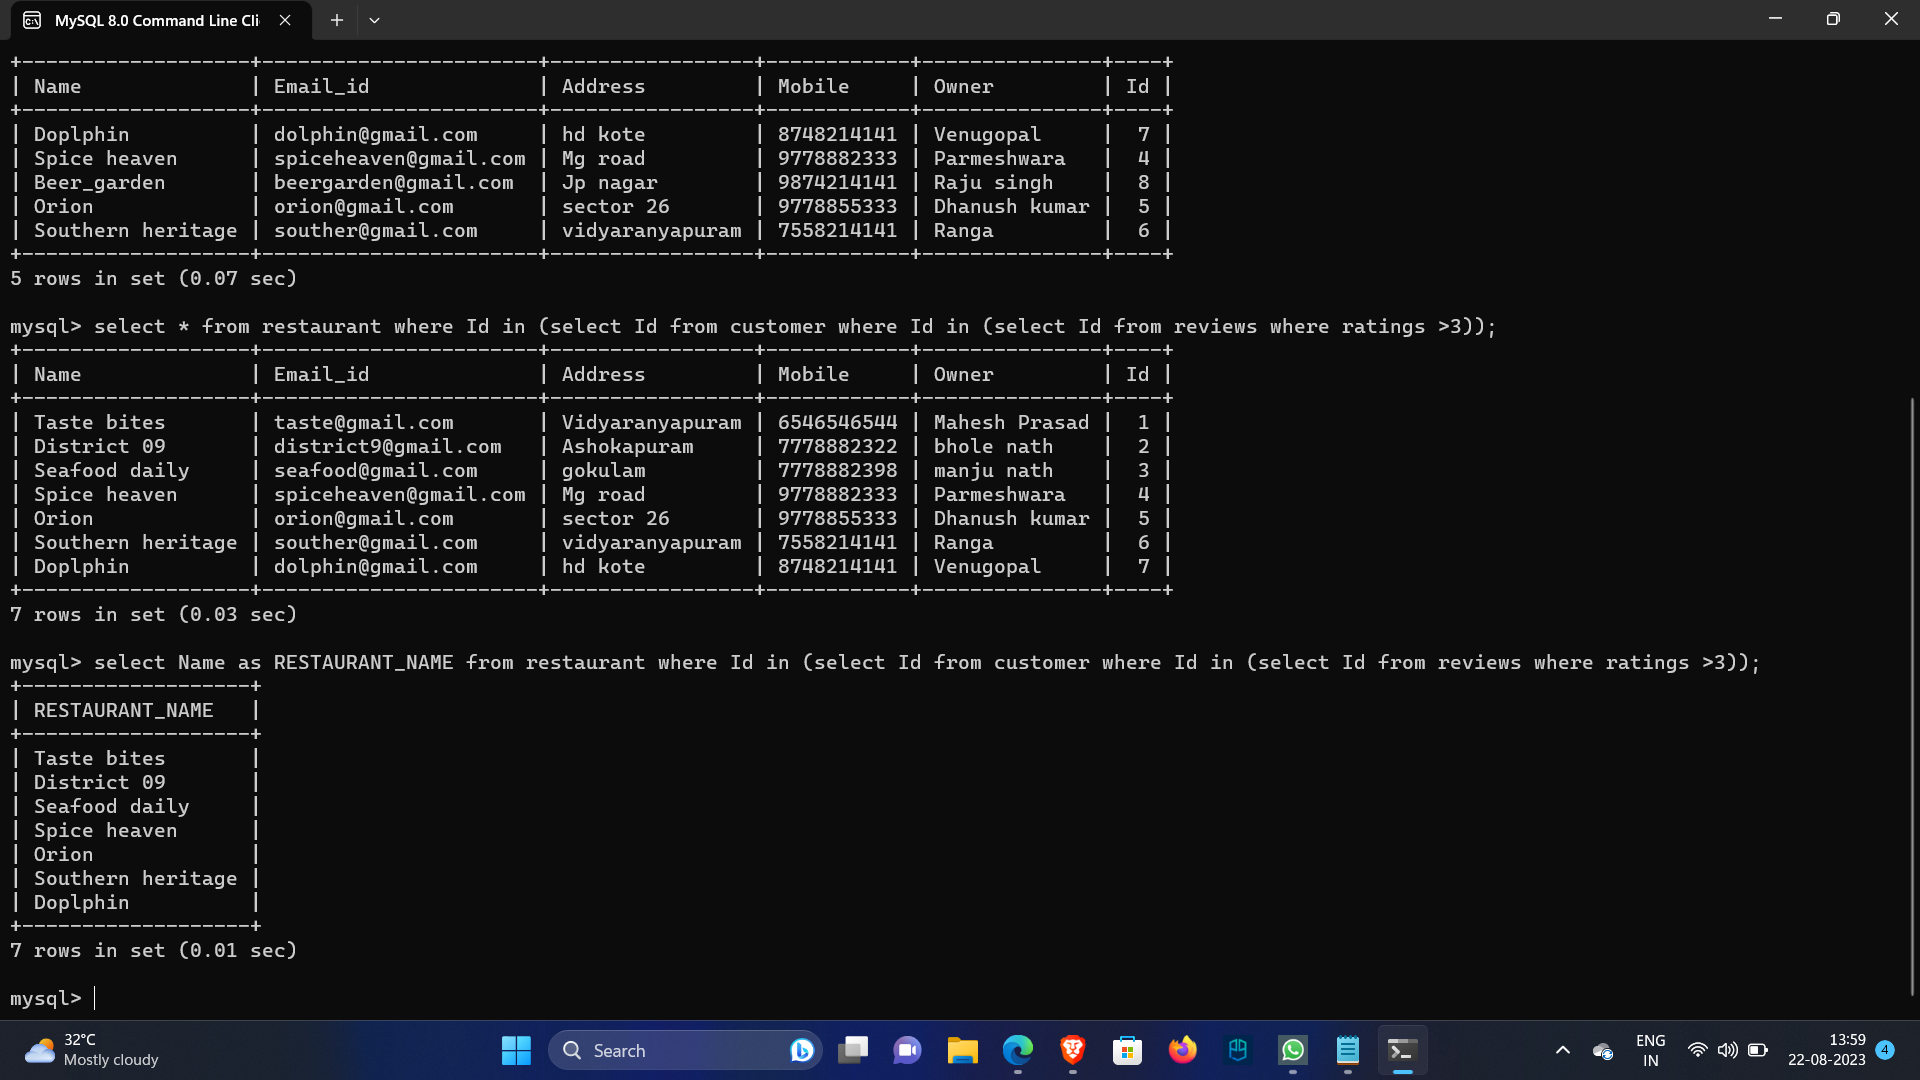 MySQL 8.0 Command Line Cli
+-------------------+-----------------------+-----------------+------------+---------------+----+
| Name              | Email_id              | Address         | Mobile     | Owner         | Id |
+-------------------+-----------------------+-----------------+------------+---------------+----+
| Doplphin          | dolphin@gmail.com     | hd kote         | 8748214141 | Venugopal     |  7 |
| Spice heaven      | spiceheaven@gmail.com | Mg road         | 9778882333 | Parmeshwara   |  4 |
| Beer_garden       | beergarden@gmail.com  | Jp nagar        | 9874214141 | Raju singh    |  8 |
| Orion             | orion@gmail.com       | sector 26       | 9778855333 | Dhanush kumar |  5 |
| Southern heritage | souther@gmail.com     | vidyaranyapuram | 7558214141 | Ranga         |  6 |
+-------------------+-----------------------+-----------------+------------+---------------+----+
5 rows in set (0.07 sec)
mysql> select * from restaurant where Id in (select Id from customer where Id in (select Id from reviews where ratings >3));
+-------------------+-----------------------+-----------------+------------+---------------+----+
| Name              | Email_id              | Address         | Mobile     | Owner         | Id |
+-------------------+-----------------------+-----------------+------------+---------------+----+
| Taste bites       | taste@gmail.com       | Vidyaranyapuram | 6546546544 | Mahesh Prasad |  1 |
| District 09       | district9@gmail.com   | Ashokapuram     | 7778882322 | bhole nath    |  2 |
| Seafood daily     | seafood@gmail.com     | gokulam         | 7778882398 | manju nath    |  3 |
| Spice heaven      | spiceheaven@gmail.com | Mg road         | 9778882333 | Parmeshwara   |  4 |
| Orion             | orion@gmail.com       | sector 26       | 9778855333 | Dhanush kumar |  5 |
| Southern heritage | souther@gmail.com     | vidyaranyapuram | 7558214141 | Ranga         |  6 |
| Doplphin          | dolphin@gmail.com     | hd kote         | 8748214141 | Venugopal     |  7 |
+-------------------+-----------------------+-----------------+------------+---------------+----+
7 rows in set (0.03 sec)
mysql> select Name as RESTAURANT_NAME from restaurant where Id in (select Id from customer where Id in (select Id from reviews where ratings >3));
+-------------------+
| RESTAURANT_NAME   |
+-------------------+
| Taste bites       |
| District 09       |
| Seafood daily     |
| Spice heaven      |
| Orion             |
| Southern heritage |
| Doplphin          |
+-------------------+
7 rows in set (0.01 sec)
mysql>
32°C
Mostly cloudy
Search
ENG
IN
13:59
22-08-2023
4